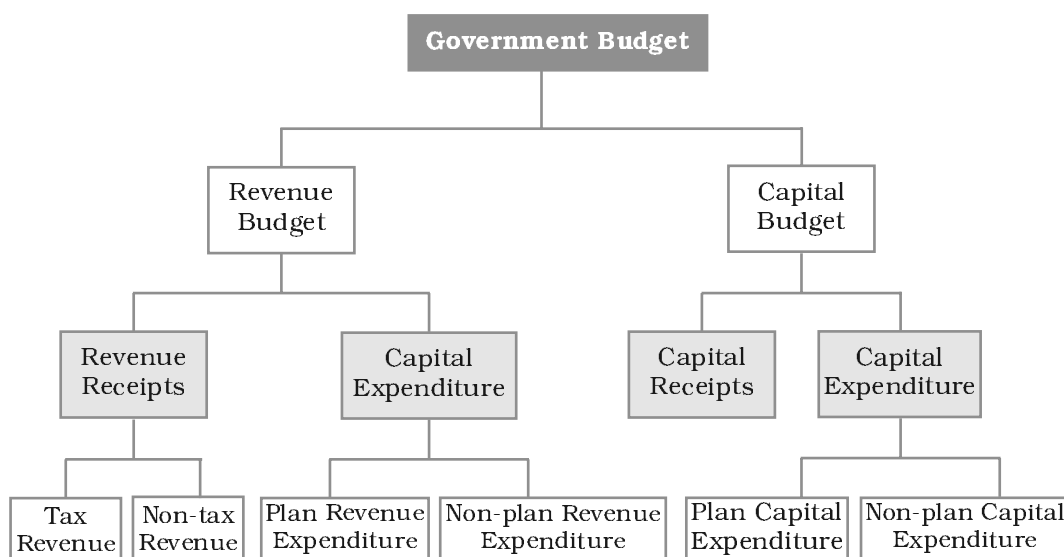 Government Budget
Revenue
Budget
Capital
Budget
Revenue
Receipts
Capital
Expenditure
Capital
Receipts
Capital
Expenditure
Tax
Revenue
Non-tax
Revenue
Plan Revenue
Expenditure
Non-plan Revenue
Expenditure
Plan Capital
Expenditure
Non-plan Capital
Expenditure